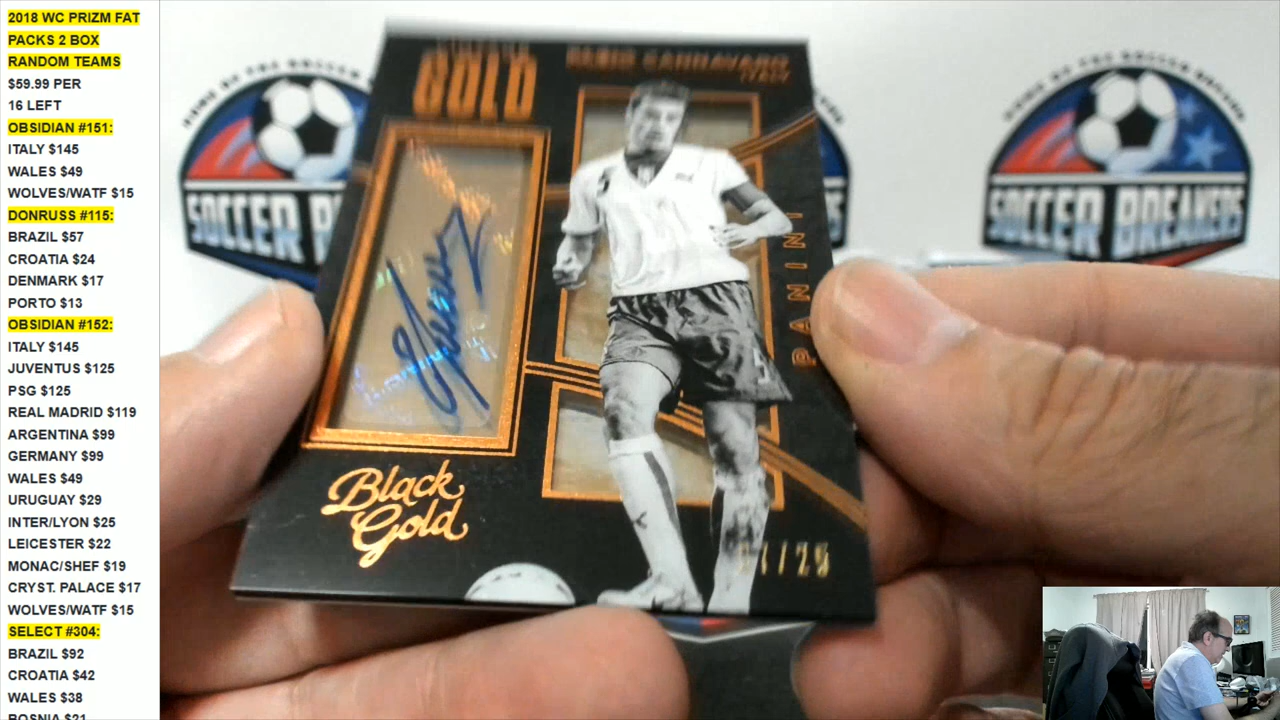 2018 WC PRIZM FAT
PACKS 2 BOX
RANDOM TEAMS
$59.99 PER
16 LEFT
OBSIDIAN #151:
ITALY $145
WALES $49
WOLVES/WATF $15
DONRUSS #115:
BRAZIL $57
CROATIA $24
DENMARK $17
PORTO $13
OBSIDIAN #152:
ITALY $145
JUVENTUS $125
PSG $125
REAL MADRID $119
ARGENTINA $99
GERMANY $99
WALES $49
URUGUAY $29
INTER/LYON $25
LEICESTER $22
MONAC/SHEF $19
CRYST. PALACE $17
WOLVES/WATF $15
SELECT #304:
BRAZIL $92
CROATIA $42
WALES $38
BOSNIA $21
GOLD
FABIO CANNAVARO
ITALY
PANINI
Black
Gold
/25
SOCCER
SOCCER BREAKERS